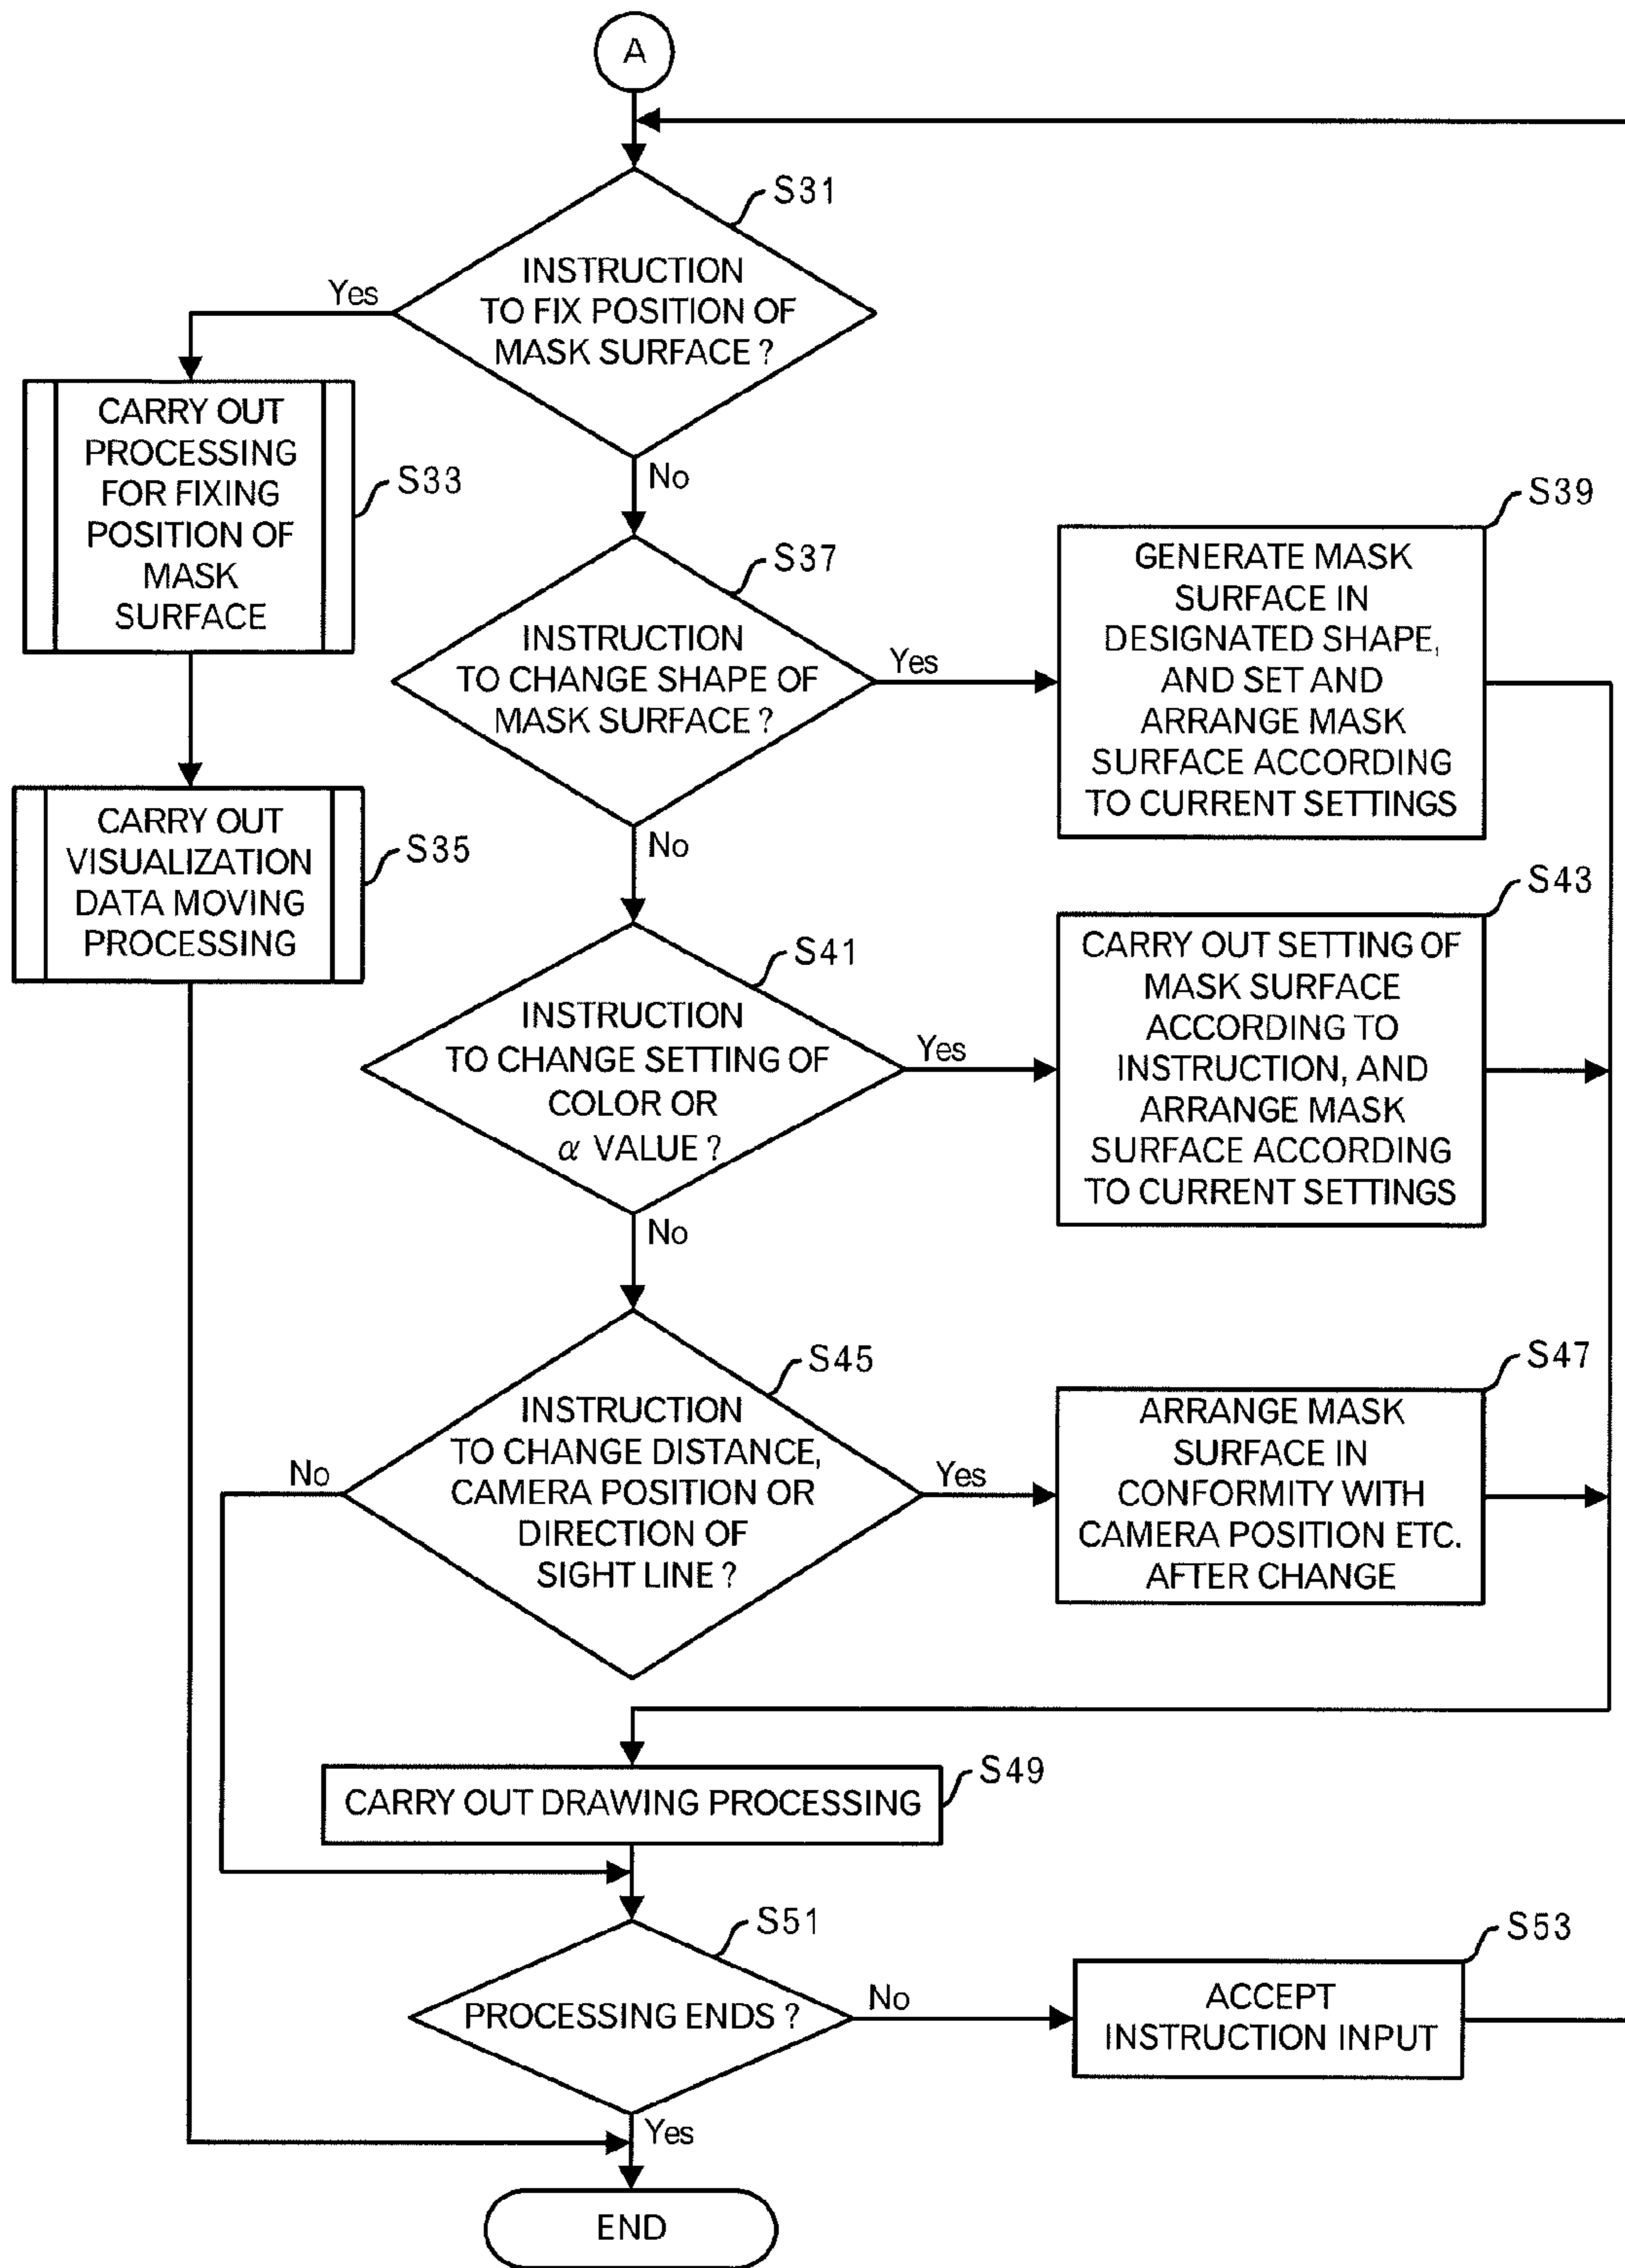 A
S31
INSTRUCTION
TO FIX POSITION OF
MASK SURFACE ?
Yes
No
CARRY OUT
PROCESSING
FOR FIXING
POSITION OF
MASK
SURFACE
S33
S37
INSTRUCTION
TO CHANGE SHAPE OF
MASK SURFACE ?
Yes
No
S39
GENERATE MASK
SURFACE IN
DESIGNATED SHAPE,
AND SET AND
ARRANGE MASK
SURFACE ACCORDING
TO CURRENT SETTINGS
CARRY OUT
VISUALIZATION
DATA MOVING
PROCESSING
S35
S41
INSTRUCTION
TO CHANGE SETTING OF
COLOR OR
α VALUE ?
Yes
No
S43
CARRY OUT SETTING OF
MASK SURFACE
ACCORDING TO
INSTRUCTION, AND
ARRANGE MASK
SURFACE ACCORDING
TO CURRENT SETTINGS
S45
INSTRUCTION
TO CHANGE DISTANCE,
CAMERA POSITION OR
DIRECTION OF
SIGHT LINE ?
No
Yes
S47
ARRANGE MASK
SURFACE IN
CONFORMITY WITH
CAMERA POSITION ETC.
AFTER CHANGE
CARRY OUT DRAWING PROCESSING
S49
S51
PROCESSING ENDS ?
No
Yes
S53
ACCEPT
INSTRUCTION INPUT
END